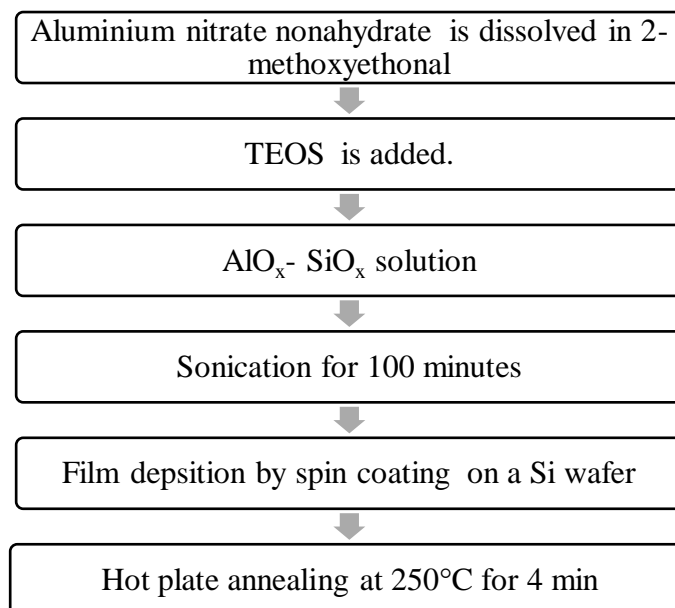 Aluminium nitrate nonahydrate is dissolved in 2-
methoxyethonal
TEOS is added.
AlOₓ- SiOₓ solution
Sonication for 100 minutes
Film depsition by spin coating on a Si wafer
Hot plate annealing at 250°C for 4 min